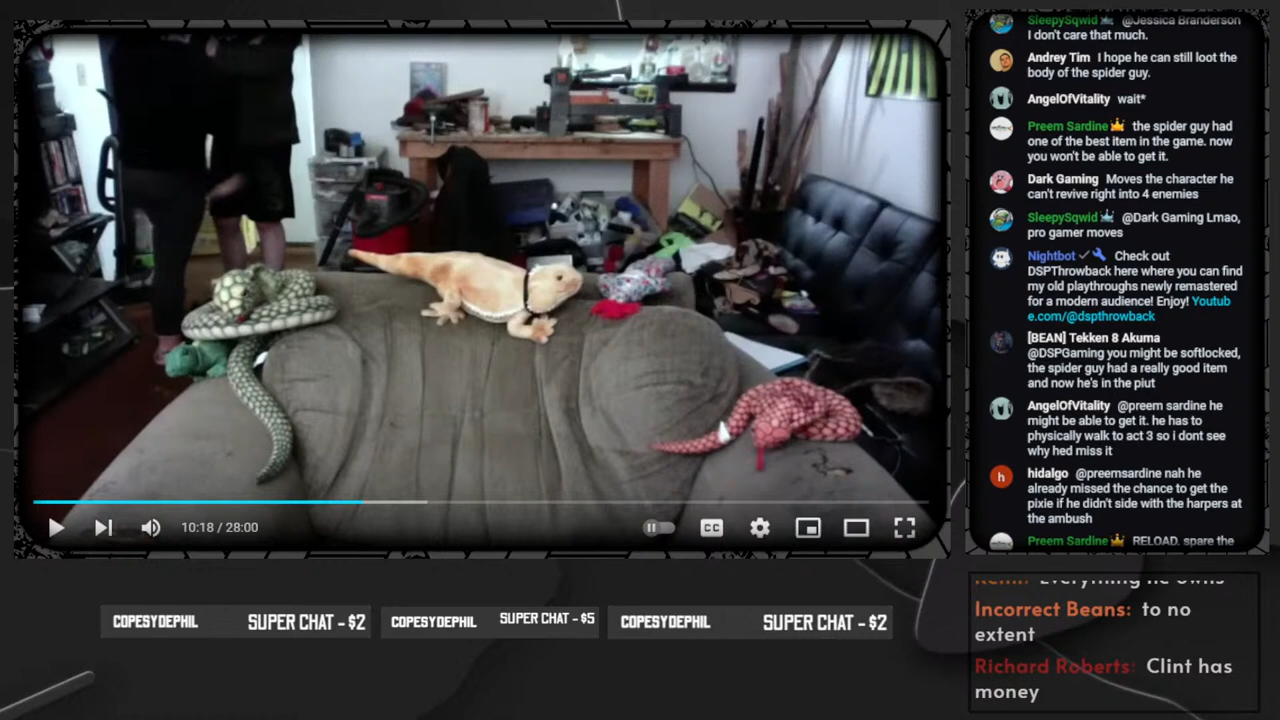 SleepySqwid @Jessica Branderson
I don't care that much.
Andrey Tim I hope he can still loot the
body of the spider guy.
AngelOfVitality wait*
Preem Sardine the spider guy had
one of the best item in the game. now
you won't be able to get it.
Dark Gaming Moves the character he
can't revive right into 4 enemies
SleepySqwid @Dark Gaming Lmao,
pro gamer moves
Nightbot Check out
DSPThrowback here where you can find
my old playthroughs newly remastered
for a modern audience! Enjoy! Youtub
e.com/@dspthrowback
[BEAN] Tekken 8 Akuma
@DSPGaming you might be softlocked,
the spider guy had a really good item
and now he's in the piut
AngelOfVitality @preem sardine he
might be able to get it. he has to
physically walk to act 3 so i dont see
why hed miss it
hidalgo @preemsardine nah he
already missed the chance to get the
pixie if he didn't side with the harpers at
the ambush
Preem Sardine RELOAD. spare the
10:18 / 28:00
CC
COPESYDEPHIL SUPER CHAT - $2
COPESYDEPHIL SUPER CHAT - $5
COPESYDEPHIL SUPER CHAT - $2
Everything he owns
Incorrect Beans: to no
extent
Richard Roberts: Clint has
money